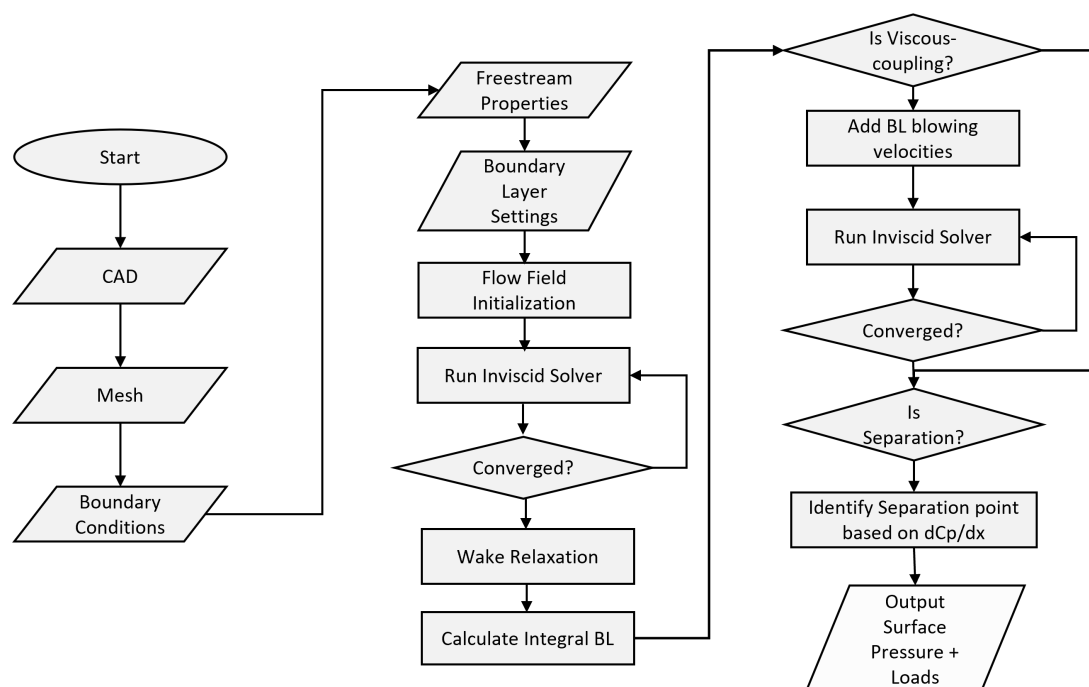 Start
CAD
Mesh
Boundary
Conditions
Freestream
Properties
Boundary
Layer
Settings
Flow Field
Initialization
Run Inviscid Solver
Converged?
Wake Relaxation
Calculate Integral BL
Is Viscous-
coupling?
Add BL blowing
velocities
Run Inviscid Solver
Converged?
Is
Separation?
Identify Separation point
based on dCp/dx
Output
Surface
Pressure +
Loads